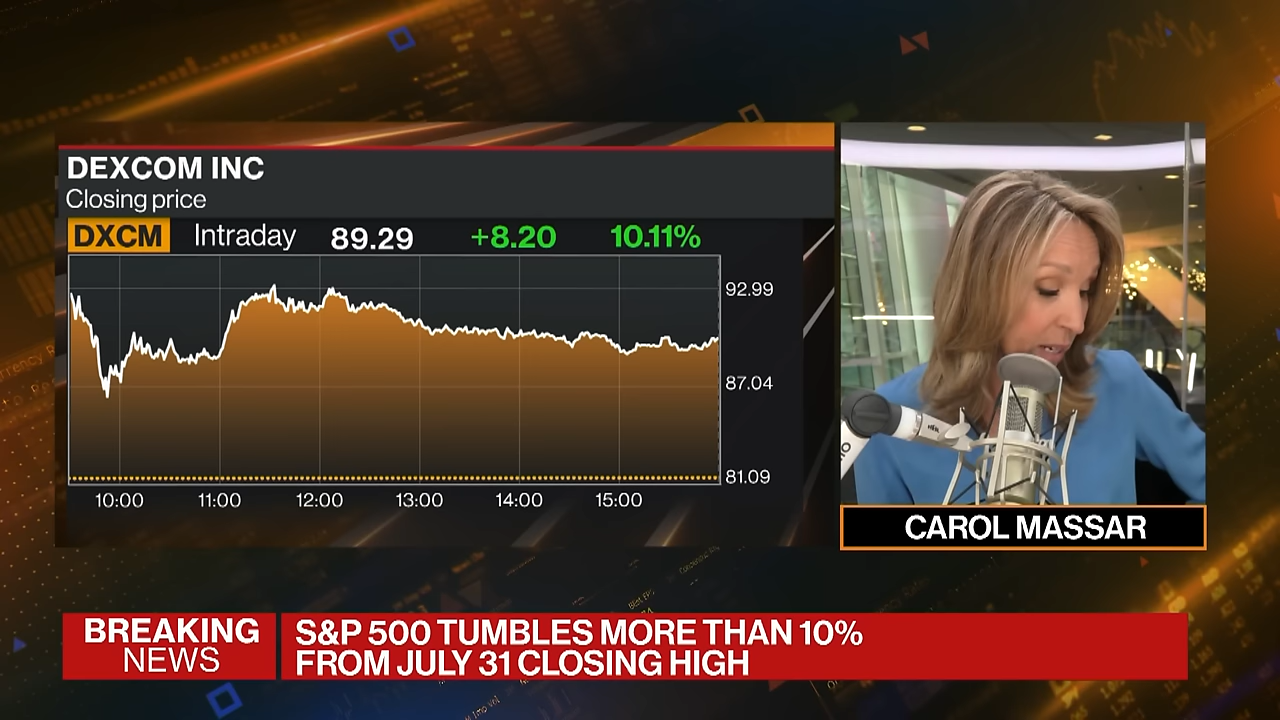 DEXCOM INC
Closing price
DXCM Intraday 89.29 +8.20 10.11%
92.99
87.04
81.09
10:00 11:00 12:00 13:00 14:00 15:00
CAROL MASSAR
BREAKING
NEWS
S&P 500 TUMBLES MORE THAN 10%
FROM JULY 31 CLOSING HIGH